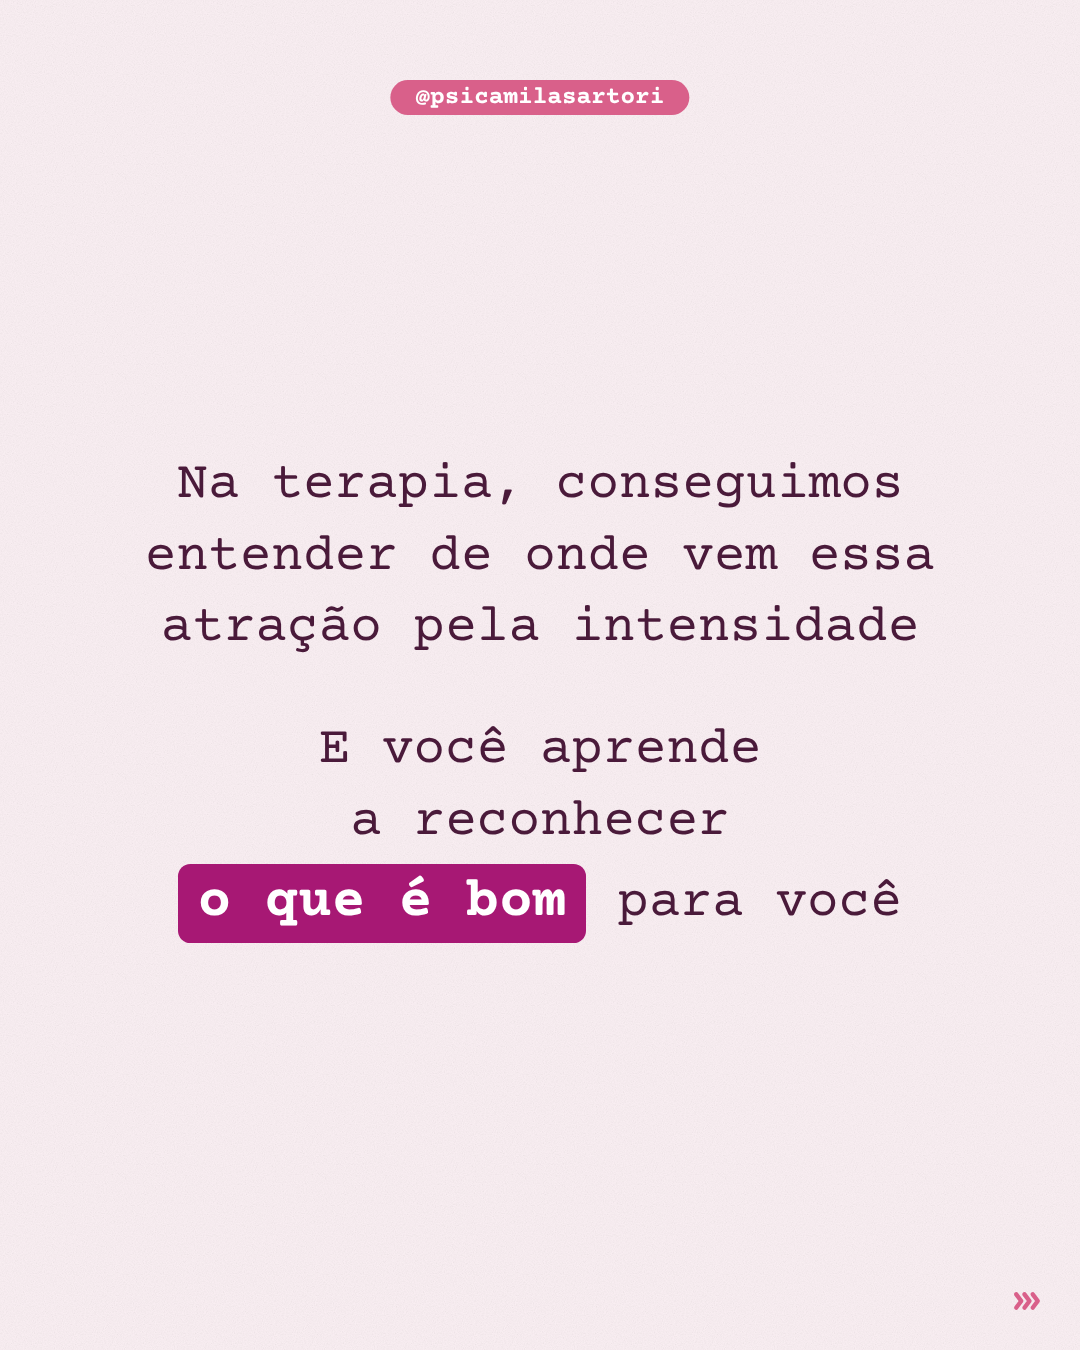 @psicamilasartori
Na terapia, conseguimos
entender de onde vem essa
atração pela intensidade
E você aprende
a reconhecer
o que é bom para você